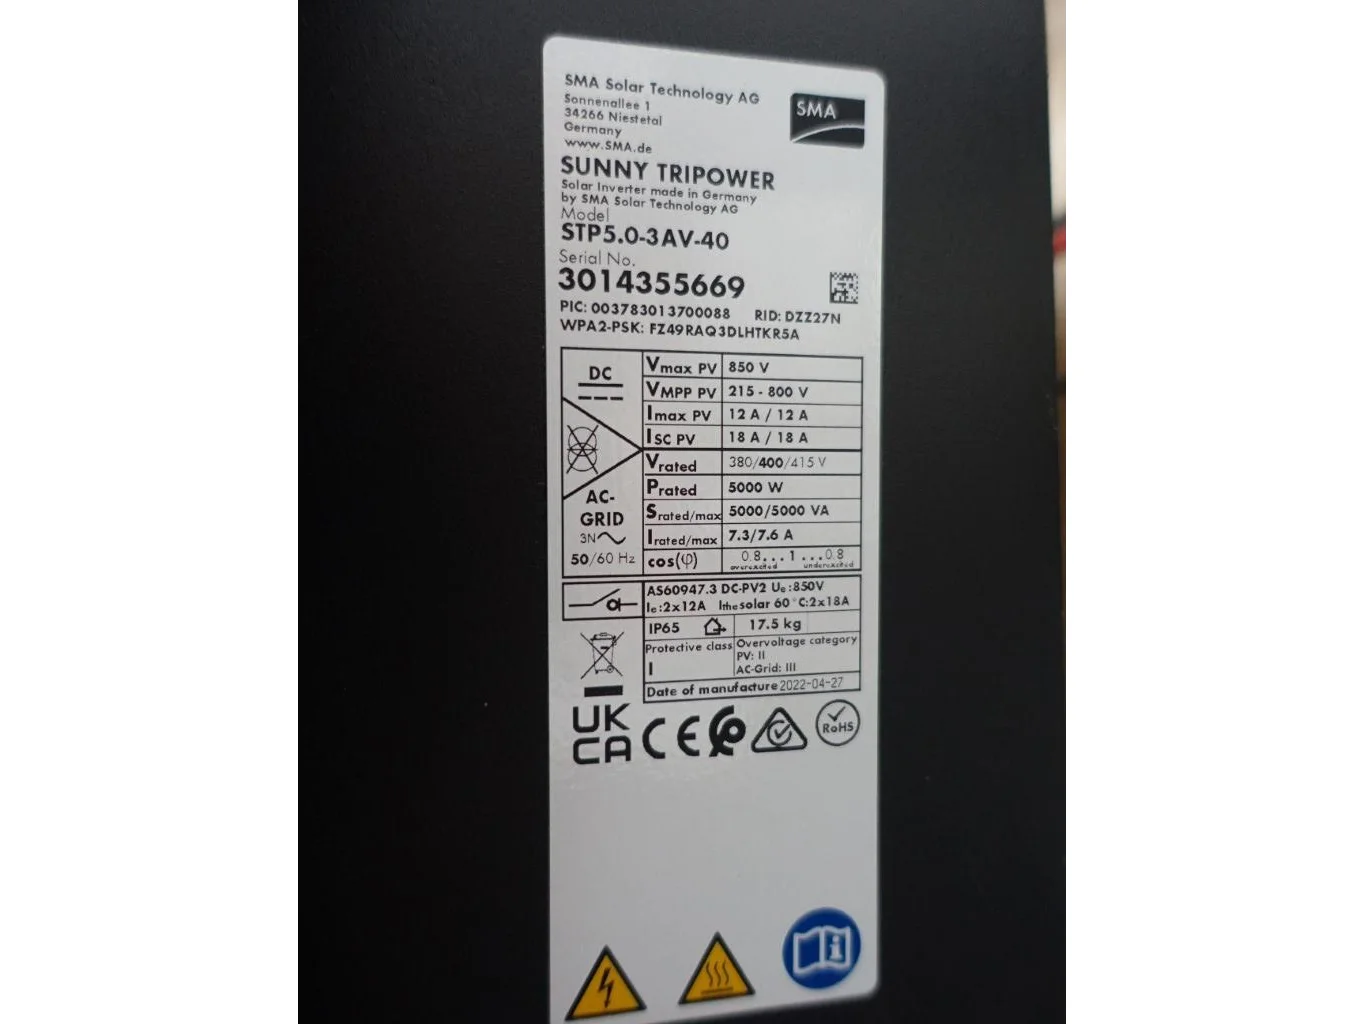 SMA Solar Technology AG
Sonnenallee 1
34266 Niestetal
Germany
www.SMA.de
SMA
SUNNY TRIPOWER
Solar Inverter made in Germany
by SMA Solar Technology AG
Model
STP5.0-3AV-40
Serial No.
3014355669
PIC: 003783013700088 RID: DZZ27N
WPA2-PSK: FZ49RAQ3DLHTKR5A
DC
Vmax PV 850 V
VMPP PV 215 - 800 V
Imax PV 12 A / 12 A
ISC PV 18 A / 18 A
AC-
GRID
3N
50/60 Hz
Vrated 380/400/415 V
Prated 5000 W
Srated/max 5000/5000 VA
Irated/max 7.3/7.6 A
cos(φ) 0.8...1...0.8
overexcited underexcited
AS60947.3 DC-PV2 Ue:850V
Ie:2x12A Ithe solar 60°C:2x18A
IP65 17.5 kg
Protective class
I
Overvoltage category
PV: II
AC-Grid: III
Date of manufacture 2022-04-27
UK
CA
CE
RoHS